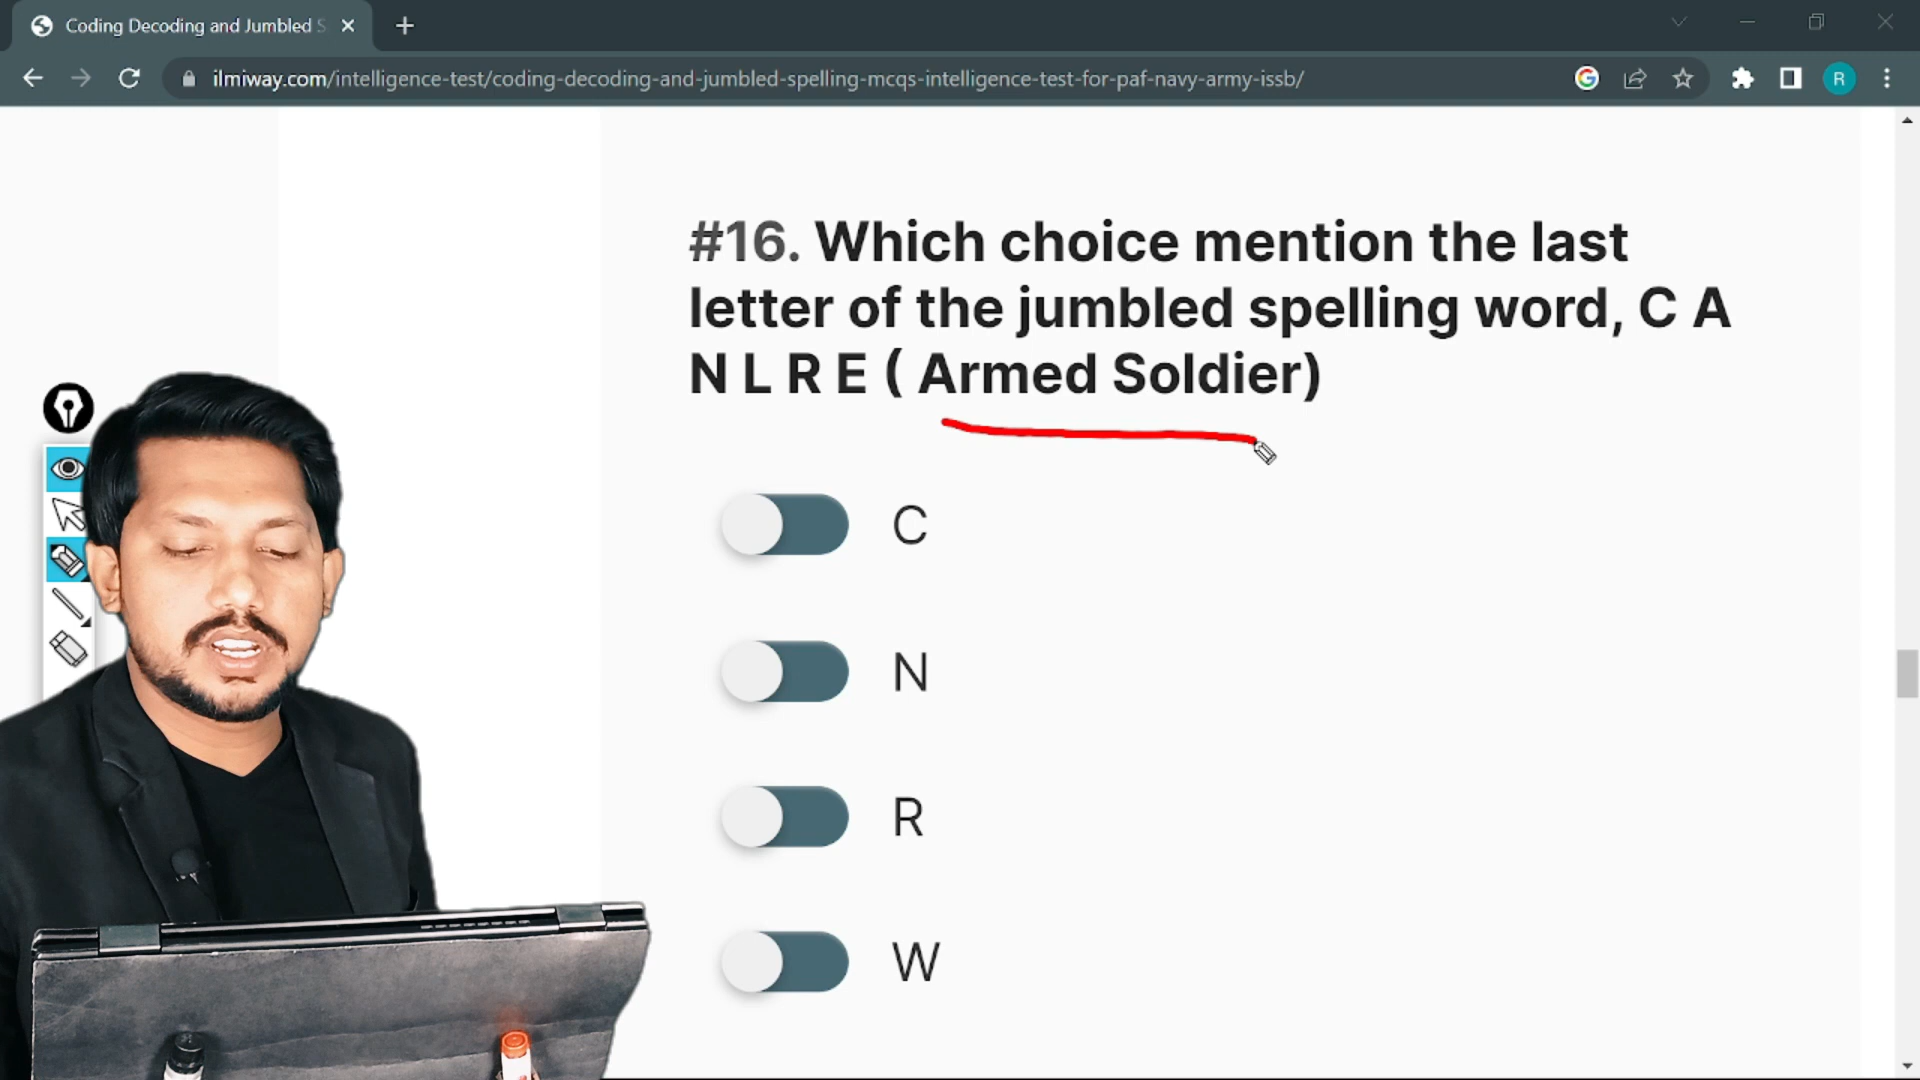 Coding Decoding and Jumbled S
ilmiway.com/intelligence-test/coding-decoding-and-jumbled-spelling-mcqs-intelligence-test-for-paf-navy-army-issb/
R
#16. Which choice mention the last
letter of the jumbled spelling word, C A
N L R E ( Armed Soldier)
C
N
R
W